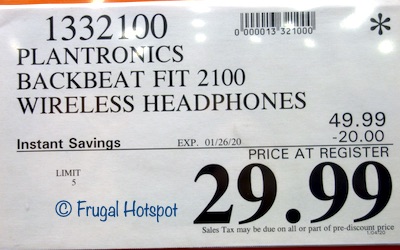 1332100
0"000013"321000
*
PLANTRONICS
BACKBEAT FIT 2100
WIRELESS HEADPHONES
49.99
Instant Savings EXP. 01/26/20 -20.00
PRICE AT REGISTER
LIMIT
5
29.99
© Frugal Hotspot
Sales Tax may be due on all or part of pre-discount price